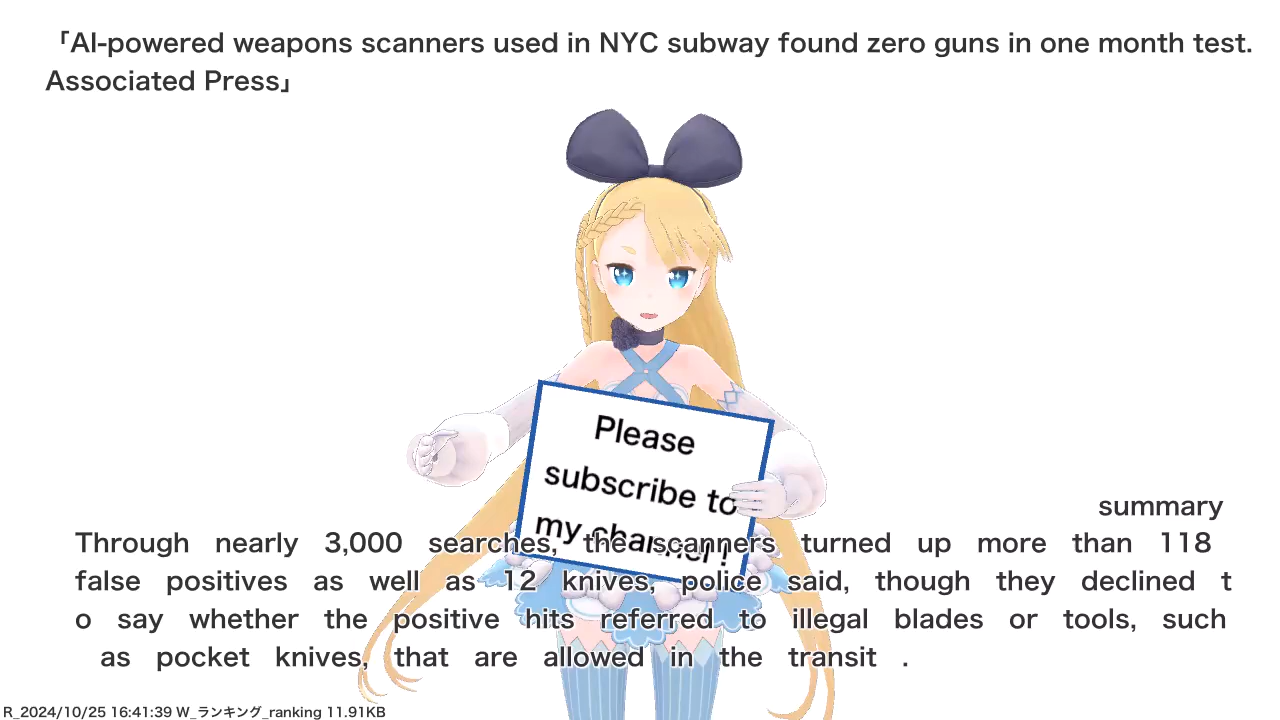 「AI-powered weapons scanners used in NYC subway found zero guns in one month test.
Associated Press」
Please
subscribe to
my channel !
summary
Through nearly 3,000 searches, the scanners turned up more than 118
false positives as well as 12 knives, police said, though they declined t
o say whether the positive hits referred to illegal blades or tools, such
as pocket knives, that are allowed in the transit .
R_2024/10/25 16:41:39 W_ランキング_ranking 11.91KB